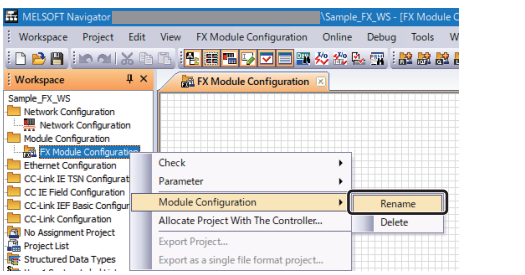 MELSOFT Navigator \Sample_FX_WS - [FX Module C
Workspace Project Edit View FX Module Configuration Online Debug Tools W
Workspace
FX Module Configuration
Sample_FX_WS
Network Configuration
Network Configuration
Module Configuration
FX Module Configuration
Ethernet Configuration
CC-Link IE TSN Configurat
CC IE Field Configuration
CC-Link IEF Basic Configur
CC-Link Configuration
No Assignment Project
Project List
Structured Data Types
Check
Parameter
Module Configuration
Allocate Project With The Controller...
Export Project...
Export as a single file format project...
Rename
Delete